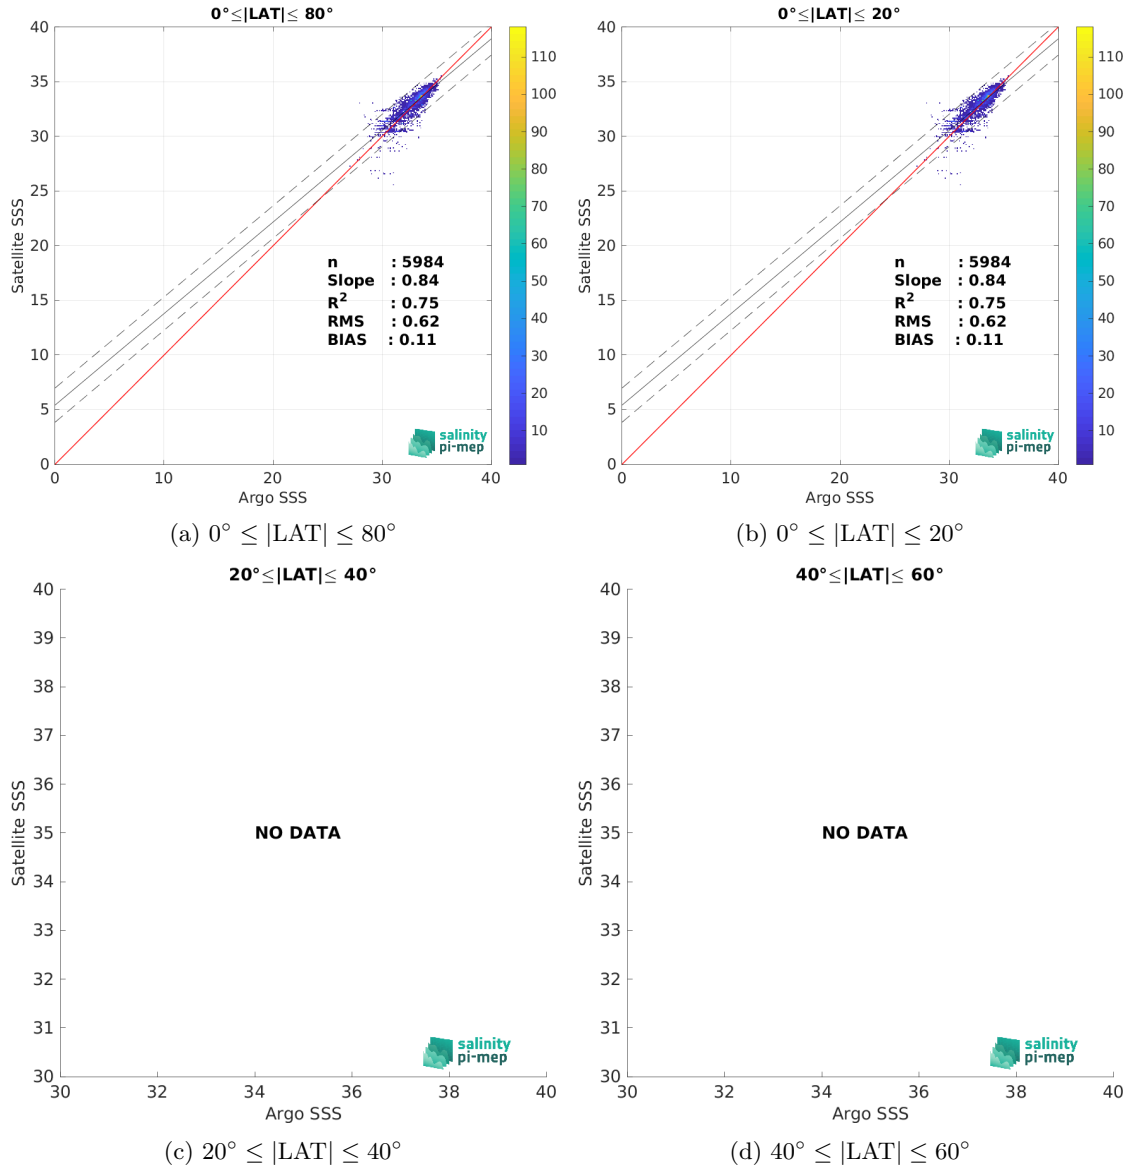 0°≤|LAT|≤ 80°
40
35
30
25
20
15
10
5
0
Satellite SSS
n : 5984
Slope : 0.84
R² : 0.75
RMS : 0.62
BIAS : 0.11
salinity
pi-mep
0 10 20 30 40
Argo SSS
110
100
90
80
70
60
50
40
30
20
10
(a) 0° ≤ |LAT| ≤ 80°
0°≤|LAT|≤ 20°
40
35
30
25
20
15
10
5
0
Satellite SSS
n : 5984
Slope : 0.84
R² : 0.75
RMS : 0.62
BIAS : 0.11
salinity
pi-mep
0 10 20 30 40
Argo SSS
110
100
90
80
70
60
50
40
30
20
10
(b) 0° ≤ |LAT| ≤ 20°
20°≤|LAT|≤ 40°
40
39
38
37
36
35
34
33
32
31
30
Satellite SSS
NO DATA
salinity
pi-mep
30 32 34 36 38 40
Argo SSS
(c) 20° ≤ |LAT| ≤ 40°
40°≤|LAT|≤ 60°
40
39
38
37
36
35
34
33
32
31
30
Satellite SSS
NO DATA
salinity
pi-mep
30 32 34 36 38 40
Argo SSS
(d) 40° ≤ |LAT| ≤ 60°